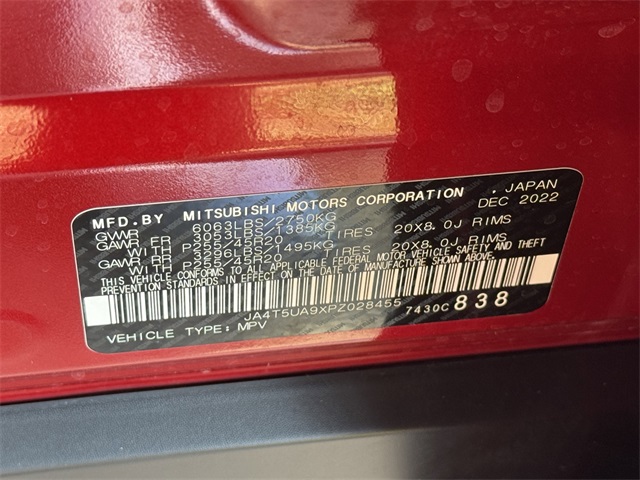 MFD.BY MITSUBISHI MOTORS CORPORATION . JAPAN
GVWR 6063LBS/2750KG DEC 2022
GAWR FR 3053LBS/1385KG
WITH P255/45R20 TIRES 20X8.0J RIMS
GAWR RR 3296LBS/1495KG
WITH P255/45R20 TIRES 20X8.0J RIMS
THIS VEHICLE CONFORMS TO ALL APPLICABLE FEDERAL MOTOR VEHICLE SAFETY AND THEFT
PREVENTION STANDARDS IN EFFECT ON THE DATE OF MANUFACTURE SHOWN ABOVE.
JA4T5UA9XPZ028455 7430C 838
VEHICLE TYPE: MPV